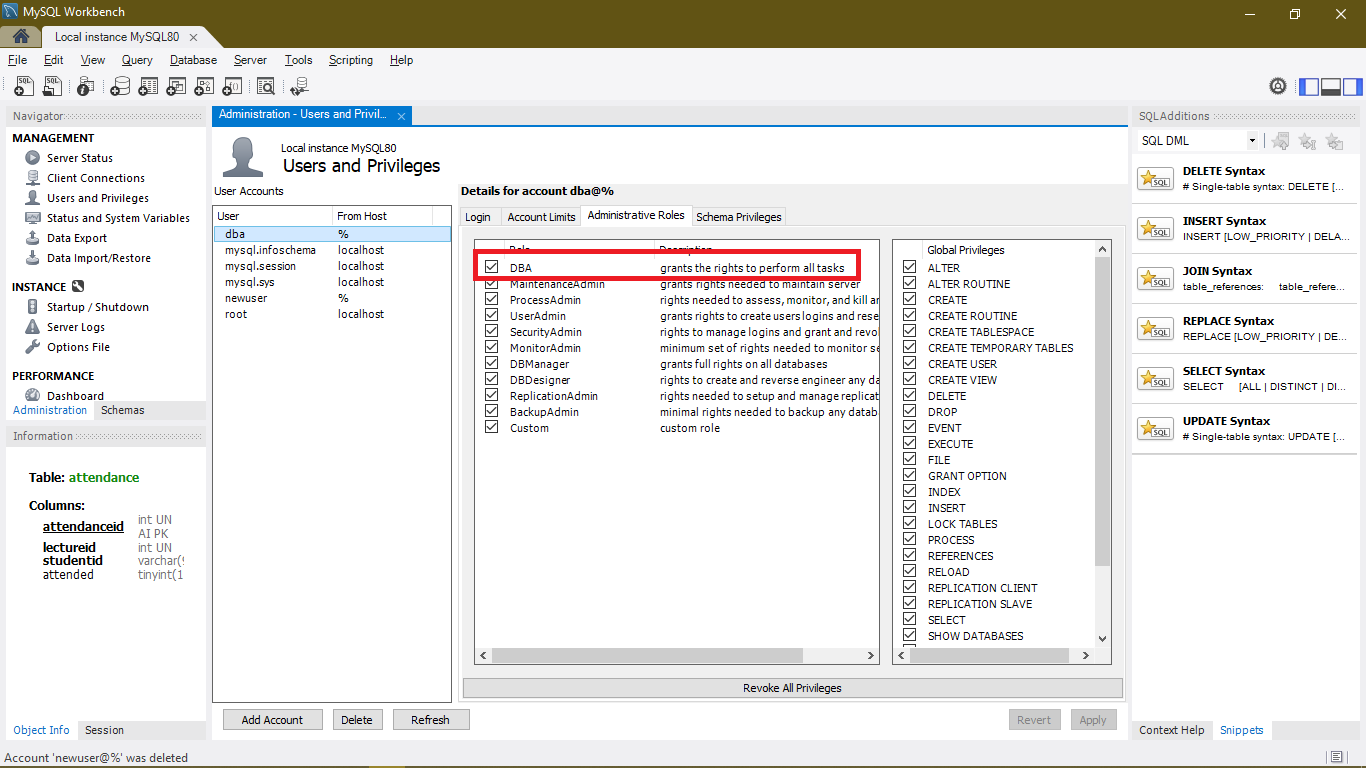 MySQL Workbench
Local instance MySQL80
File Edit View Query Database Server Tools Scripting Help
Navigator
MANAGEMENT
Server Status
Client Connections
Users and Privileges
Status and System Variables
Data Export
Data Import/Restore
INSTANCE
Startup / Shutdown
Server Logs
Options File
PERFORMANCE
Dashboard
Administration Schemas
Information
Table: attendance
Columns:
attendanceid int UN
AI PK
lectureid int UN
studentid varchar(
attended tinyint(1
Object Info Session
Administration - Users and Privil...
Local instance MySQL80
Users and Privileges
User Accounts
User From Host
dba %
mysql.infoschema localhost
mysql.session localhost
mysql.sys localhost
newuser %
root localhost
Add Account Delete Refresh
Details for account dba@%
Login Account Limits Administrative Roles Schema Privileges
Role Description
DBA grants the rights to perform all tasks
MaintenanceAdmin grants rights needed to maintain server
ProcessAdmin rights needed to assess, monitor, and kill an
UserAdmin grants rights to create users logins and rese
SecurityAdmin rights to manage logins and grant and revo
MonitorAdmin minimum set of rights needed to monitor se
DBManager grants full rights on all databases
DBDesigner rights to create and reverse engineer any da
ReplicationAdmin rights needed to setup and manage replicat
BackupAdmin minimal rights needed to backup any datab
Custom custom role
Global Privileges
ALTER
ALTER ROUTINE
CREATE
CREATE ROUTINE
CREATE TABLESPACE
CREATE TEMPORARY TABLES
CREATE USER
CREATE VIEW
DELETE
DROP
EVENT
EXECUTE
FILE
GRANT OPTION
INDEX
INSERT
LOCK TABLES
PROCESS
REFERENCES
RELOAD
REPLICATION CLIENT
REPLICATION SLAVE
SELECT
SHOW DATABASES
Revoke All Privileges
Revert Apply
SQLAdditions
SQL DML
SQL
DELETE Syntax
# Single-table syntax: DELETE [...
SQL
INSERT Syntax
INSERT [LOW_PRIORITY | DELA...
SQL
JOIN Syntax
table_references: table_refere...
SQL
REPLACE Syntax
REPLACE [LOW_PRIORITY | DE...
SQL
SELECT Syntax
SELECT [ALL | DISTINCT | DI...
SQL
UPDATE Syntax
# Single-table syntax: UPDATE [...
Context Help Snippets
Account 'newuser@%' was deleted